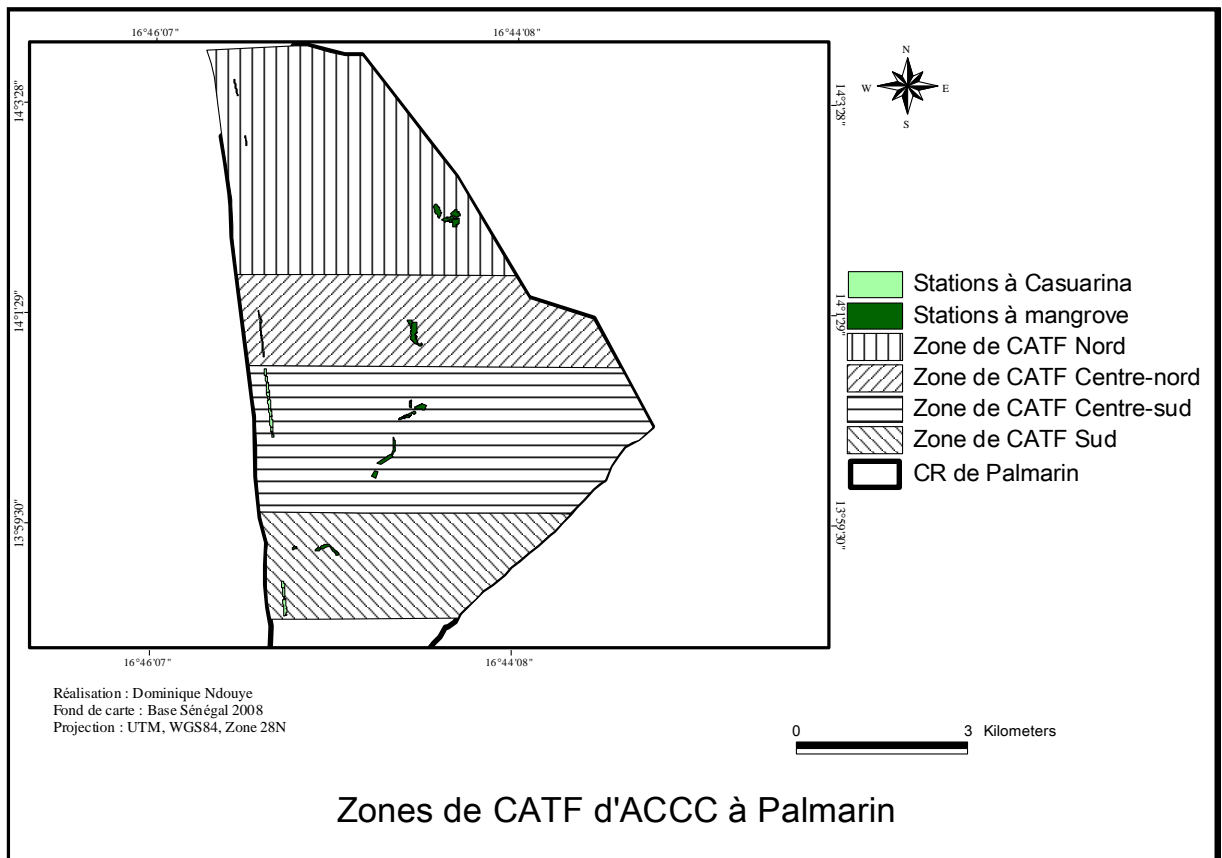 16°46'07" 16°44'08"
N
W E
S
14°3'28" 14°3'28"
Stations à Casuarina
Stations à mangrove
Zone de CATF Nord
Zone de CATF Centre-nord
Zone de CATF Centre-sud
Zone de CATF Sud
CR de Palmarin
14°1'29" 14°1'29"
13°59'30" 13°59'30"
16°46'07" 16°44'08"
Réalisation : Dominique Ndouye
Fond de carte : Base Sénégal 2008
Projection : UTM, WGS84, Zone 28N
0 3 Kilometers
Zones de CATF d'ACCC à Palmarin